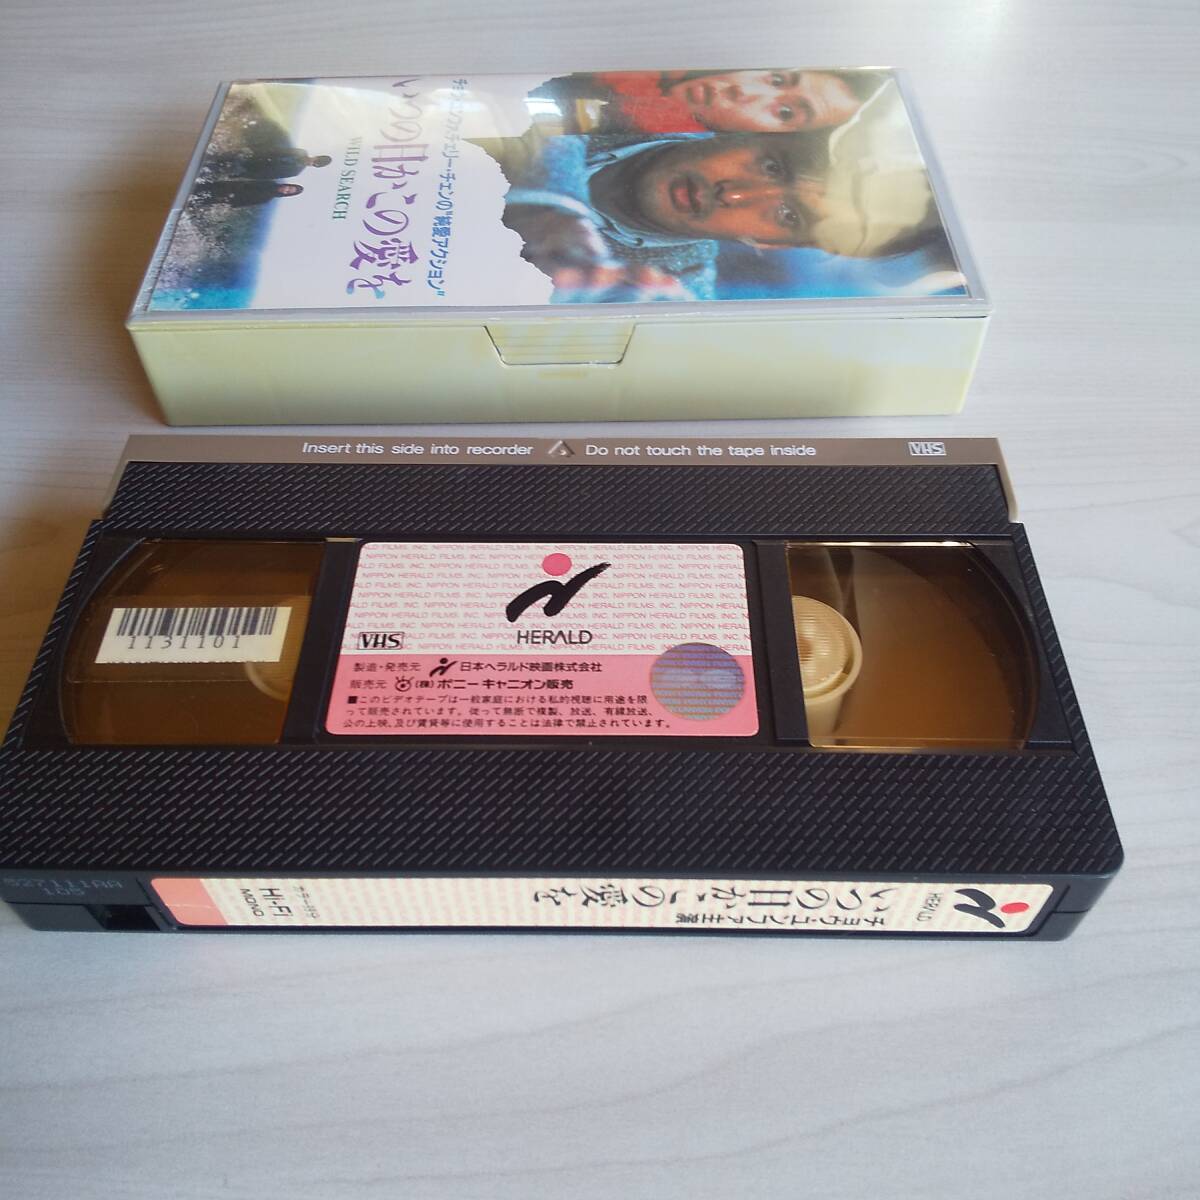 チョウ・ユンファ、チェリー・チェンの"純愛アクション"
いつの日かこの愛を
WILD SEARCH
Insert this side into recorder Do not touch the tape inside VHS
1131101
NIPPON HERALD FILMS. INC. NIPPON HERALD FILMS. INC.
HERALD
VHS
製造・発売元 日本ヘラルド映画株式会社
販売元 (株)ポニーキャニオン販売
■このビデオテープは一般家庭における私的視聴に用途を限
って販売されています。従って無断で複製、放送、有線放送、
公の上映、及び賃貸等に使用することは法律で禁止されています。
105
HERALD
チョウ・ユンファ主演
いつの日かこの愛を
HI-FI
MONO